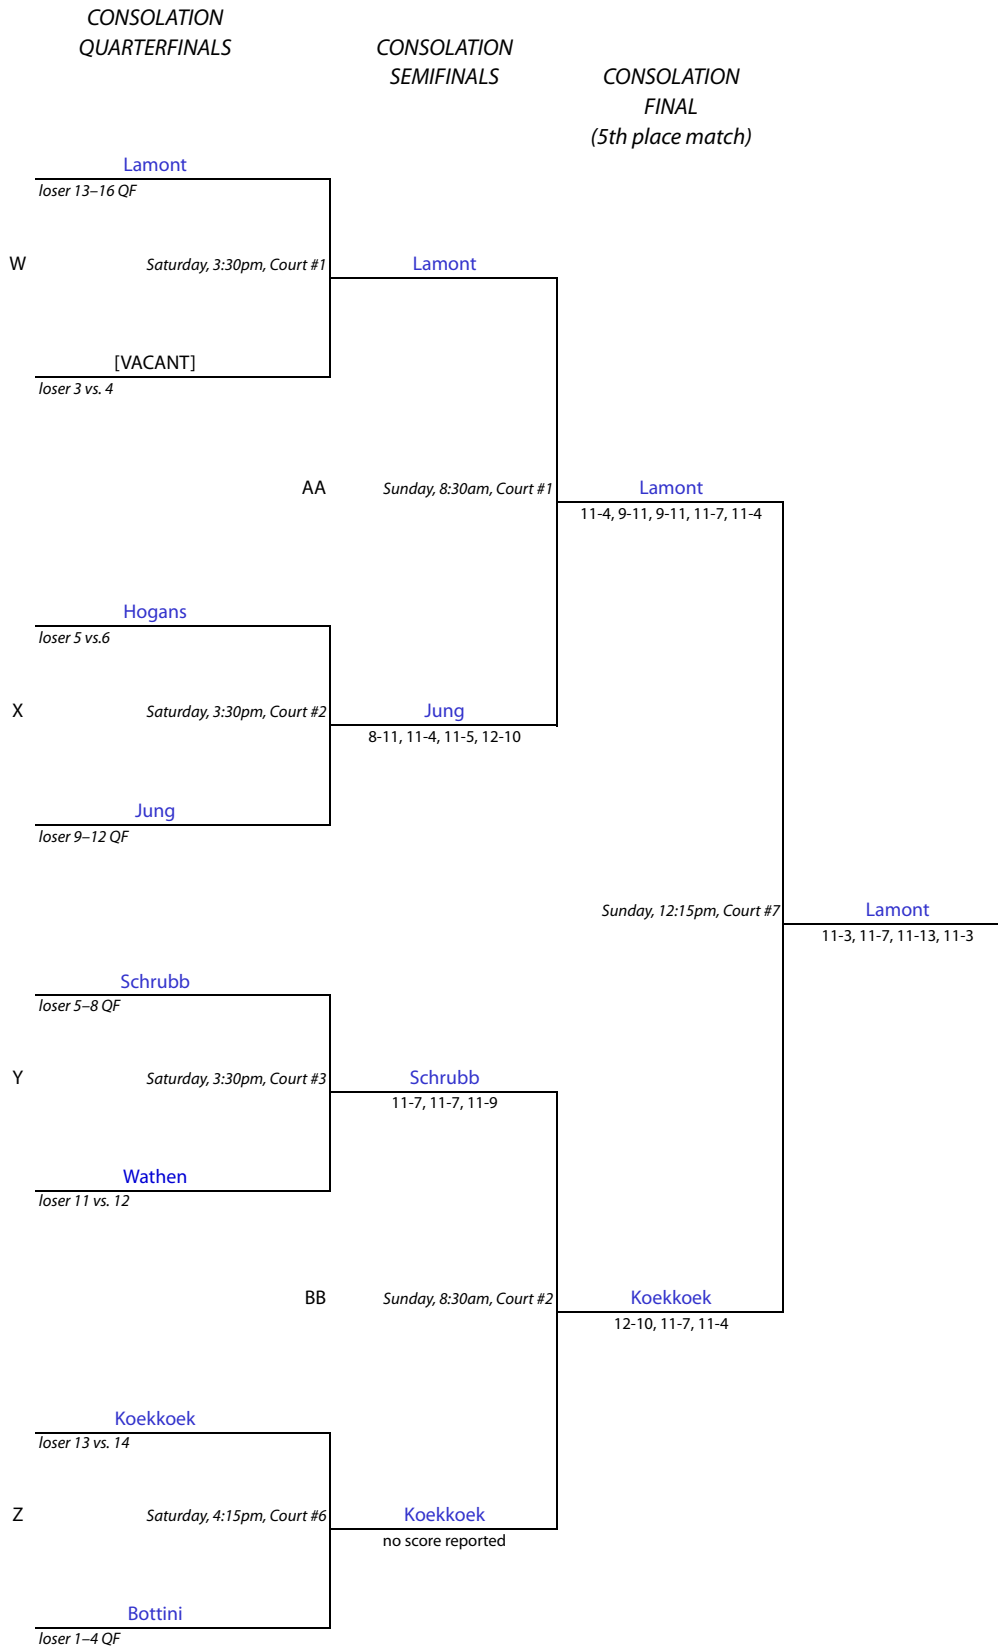 CONSOLATION
QUARTERFINALS
CONSOLATION
SEMIFINALS
CONSOLATION
FINAL
(5th place match)
Lamont
loser 13–16 QF
W
Saturday, 3:30pm, Court #1
Lamont
[VACANT]
loser 3 vs. 4
AA
Sunday, 8:30am, Court #1
Lamont
11-4, 9-11, 9-11, 11-7, 11-4
Hogans
loser 5 vs.6
X
Saturday, 3:30pm, Court #2
Jung
8-11, 11-4, 11-5, 12-10
Jung
loser 9–12 QF
Sunday, 12:15pm, Court #7
Lamont
11-3, 11-7, 11-13, 11-3
Schrubb
loser 5–8 QF
Y
Saturday, 3:30pm, Court #3
Schrubb
11-7, 11-7, 11-9
Wathen
loser 11 vs. 12
BB
Sunday, 8:30am, Court #2
Koekkoek
12-10, 11-7, 11-4
Koekkoek
loser 13 vs. 14
Z
Saturday, 4:15pm, Court #6
Koekkoek
no score reported
Bottini
loser 1–4 QF